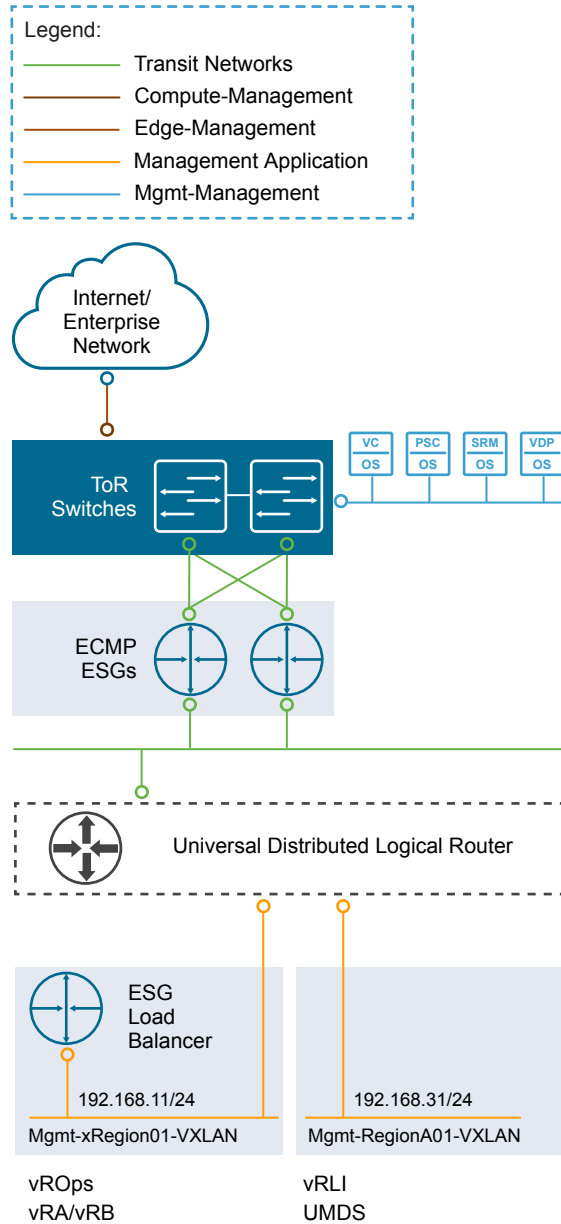 Legend:
Transit Networks
Compute-Management
Edge-Management
Management Application
Mgmt-Management
Internet/
Enterprise
Network
VC
OS
PSC
OS
SRM
OS
VDP
OS
ToR
Switches
ECMP
ESGs
Universal Distributed Logical Router
ESG
Load
Balancer
192.168.11/24
Mgmt-xRegion01-VXLAN
192.168.31/24
Mgmt-RegionA01-VXLAN
vROps
vRA/vRB
vRLI
UMDS